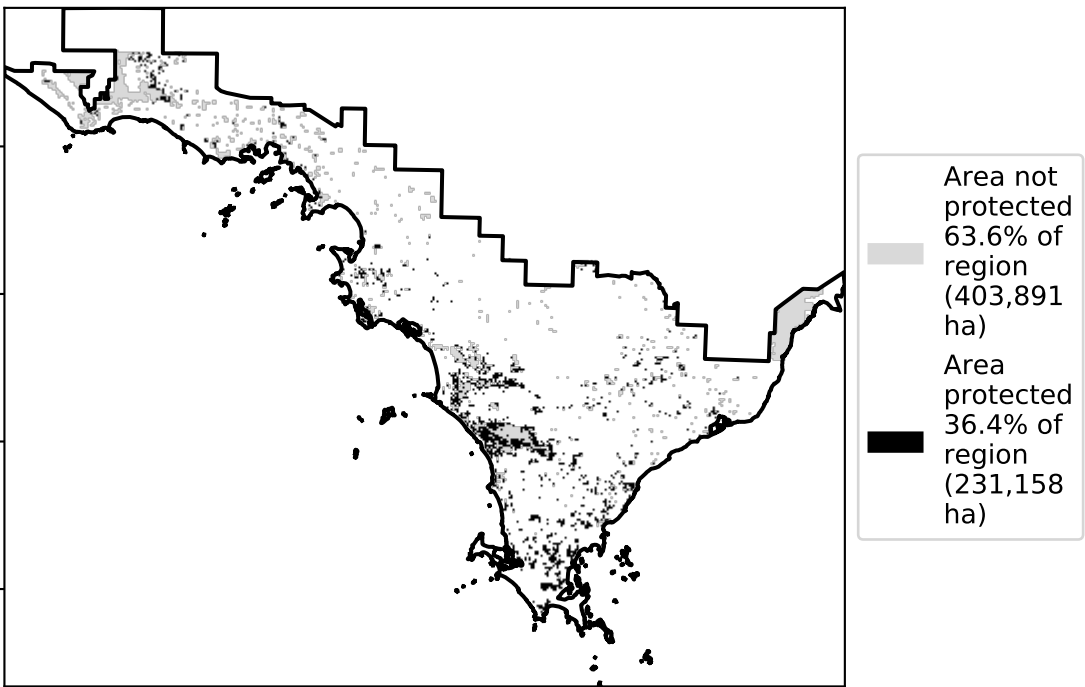 Area not
protected
63.6% of
region
(403,891
ha)
Area
protected
36.4% of
region
(231,158
ha)